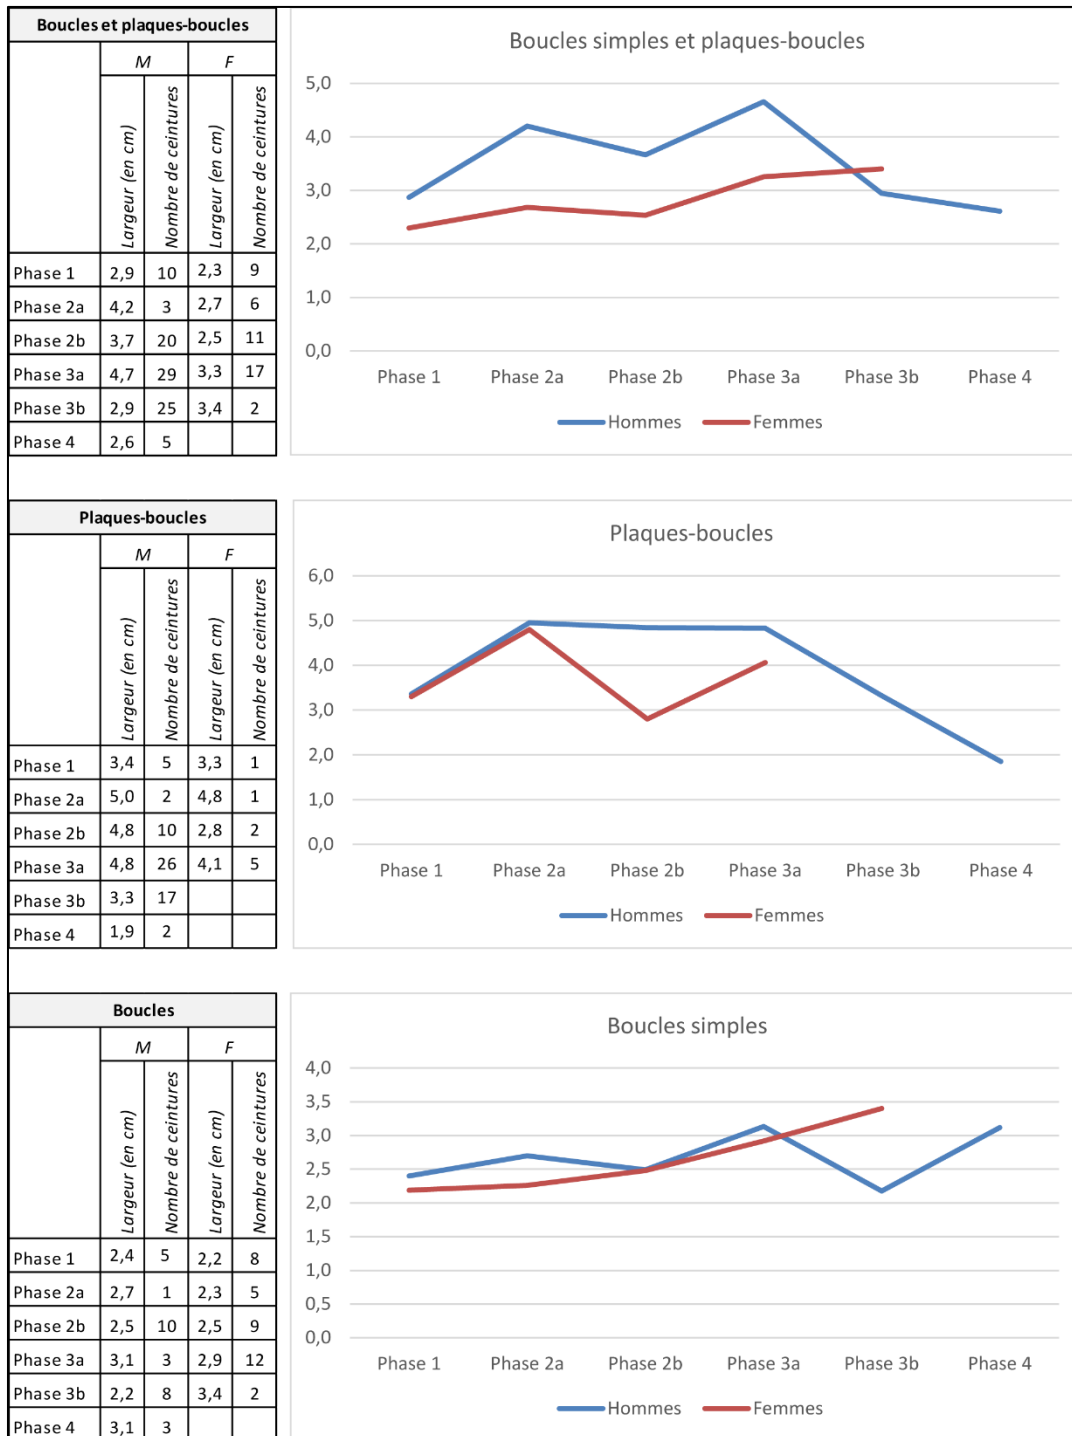 Boucles et plaques-boucles
M F
Largeur (en cm) Nombre de ceintures Largeur (en cm) Nombre de ceintures
Phase 1 2,9 10 2,3 9
Phase 2a 4,2 3 2,7 6
Phase 2b 3,7 20 2,5 11
Phase 3a 4,7 29 3,3 17
Phase 3b 2,9 25 3,4 2
Phase 4 2,6 5
Boucles simples et plaques-boucles
5,0
4,0
3,0
2,0
1,0
0,0
Phase 1 Phase 2a Phase 2b Phase 3a Phase 3b Phase 4
Hommes Femmes
Plaques-boucles
M F
Largeur (en cm) Nombre de ceintures Largeur (en cm) Nombre de ceintures
Phase 1 3,4 5 3,3 1
Phase 2a 5,0 2 4,8 1
Phase 2b 4,8 10 2,8 2
Phase 3a 4,8 26 4,1 5
Phase 3b 3,3 17
Phase 4 1,9 2
Plaques-boucles
6,0
5,0
4,0
3,0
2,0
1,0
0,0
Phase 1 Phase 2a Phase 2b Phase 3a Phase 3b Phase 4
Hommes Femmes
Boucles
M F
Largeur (en cm) Nombre de ceintures Largeur (en cm) Nombre de ceintures
Phase 1 2,4 5 2,2 8
Phase 2a 2,7 1 2,3 5
Phase 2b 2,5 10 2,5 9
Phase 3a 3,1 3 2,9 12
Phase 3b 2,2 8 3,4 2
Phase 4 3,1 3
Boucles simples
4,0
3,5
3,0
2,5
2,0
1,5
1,0
0,5
0,0
Phase 1 Phase 2a Phase 2b Phase 3a Phase 3b Phase 4
Hommes Femmes